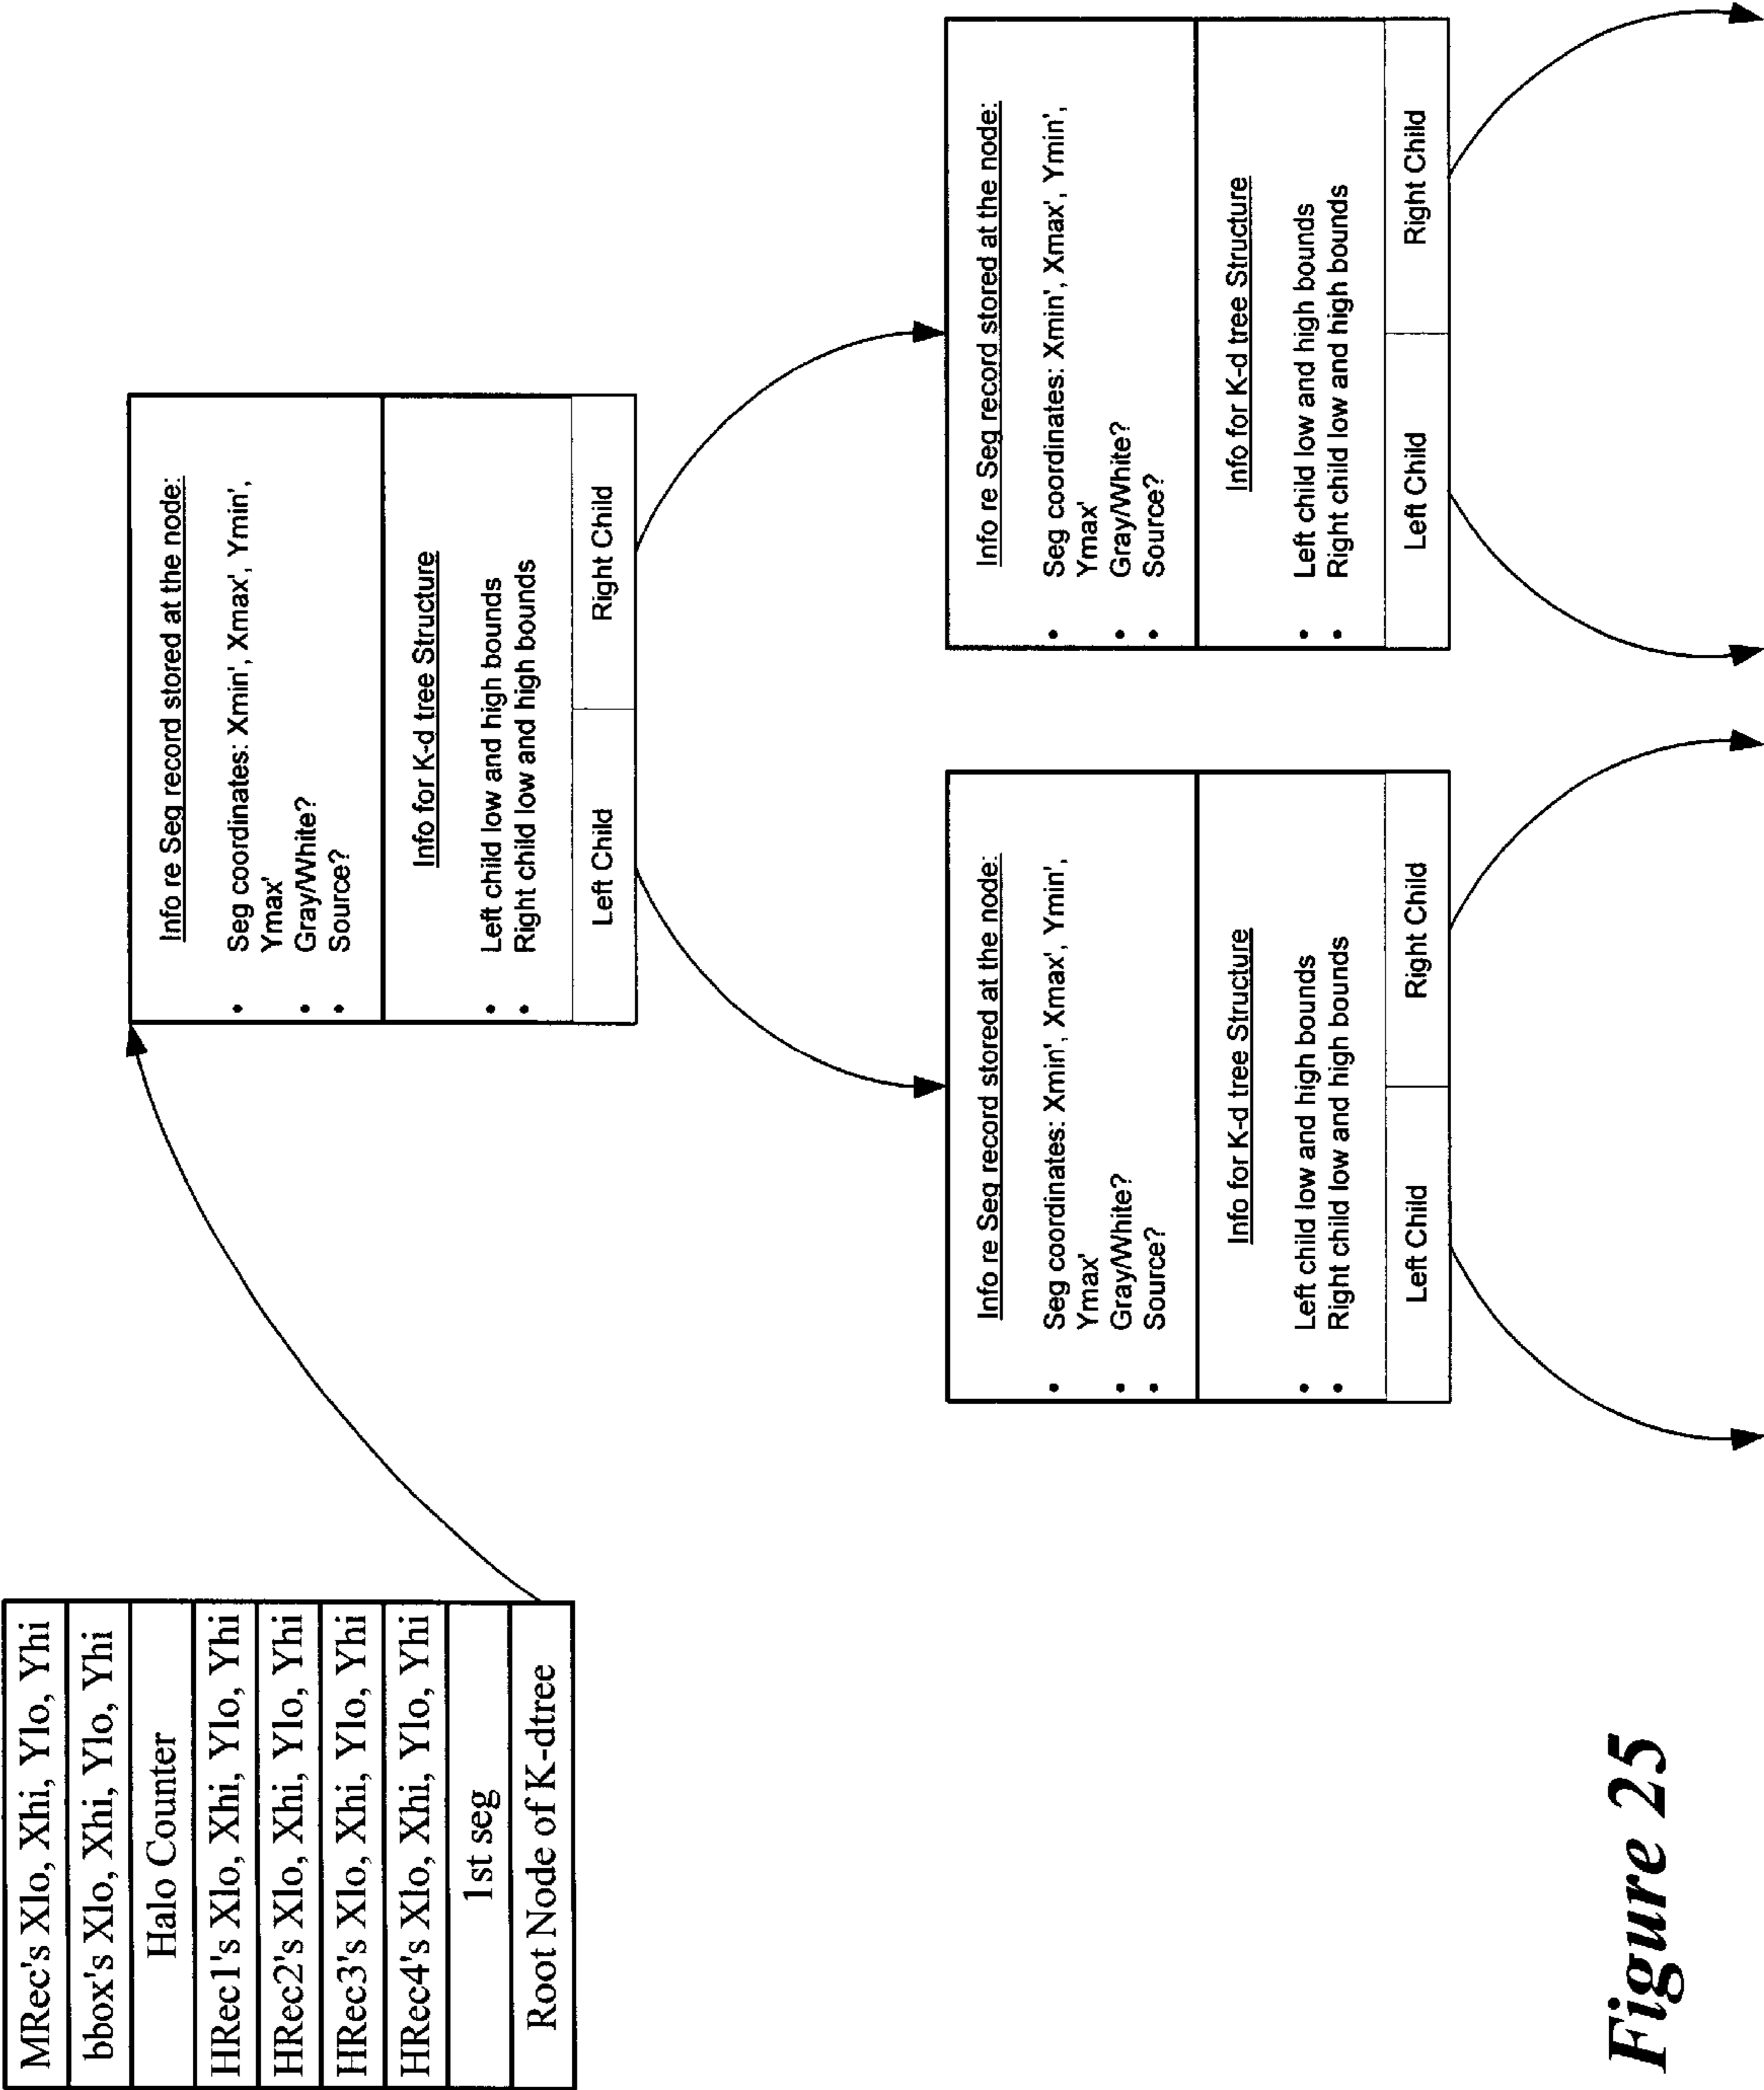 MRec's Xlo, Xhi, Ylo, Yhi
bbox's Xlo, Xhi, Ylo, Yhi
Halo Counter
HRec1's Xlo, Xhi, Ylo, Yhi
HRec2's Xlo, Xhi, Ylo, Yhi
HRec3's Xlo, Xhi, Ylo, Yhi
HRec4's Xlo, Xhi, Ylo, Yhi
1st seg
Root Node of K-dtree
Info re Seg record stored at the node:
• Seg coordinates: Xmin', Xmax', Ymin',
Ymax'
• Gray/White?
• Source?
Info for K-d tree Structure
• Left child low and high bounds
• Right child low and high bounds
Left Child
Right Child
Info re Seg record stored at the node:
• Seg coordinates: Xmin', Xmax', Ymin',
Ymax'
• Gray/White?
• Source?
Info for K-d tree Structure
• Left child low and high bounds
• Right child low and high bounds
Left Child
Right Child
Info re Seg record stored at the node:
• Seg coordinates: Xmin', Xmax', Ymin',
Ymax'
• Gray/White?
• Source?
Info for K-d tree Structure
• Left child low and high bounds
• Right child low and high bounds
Left Child
Right Child
Figure 25